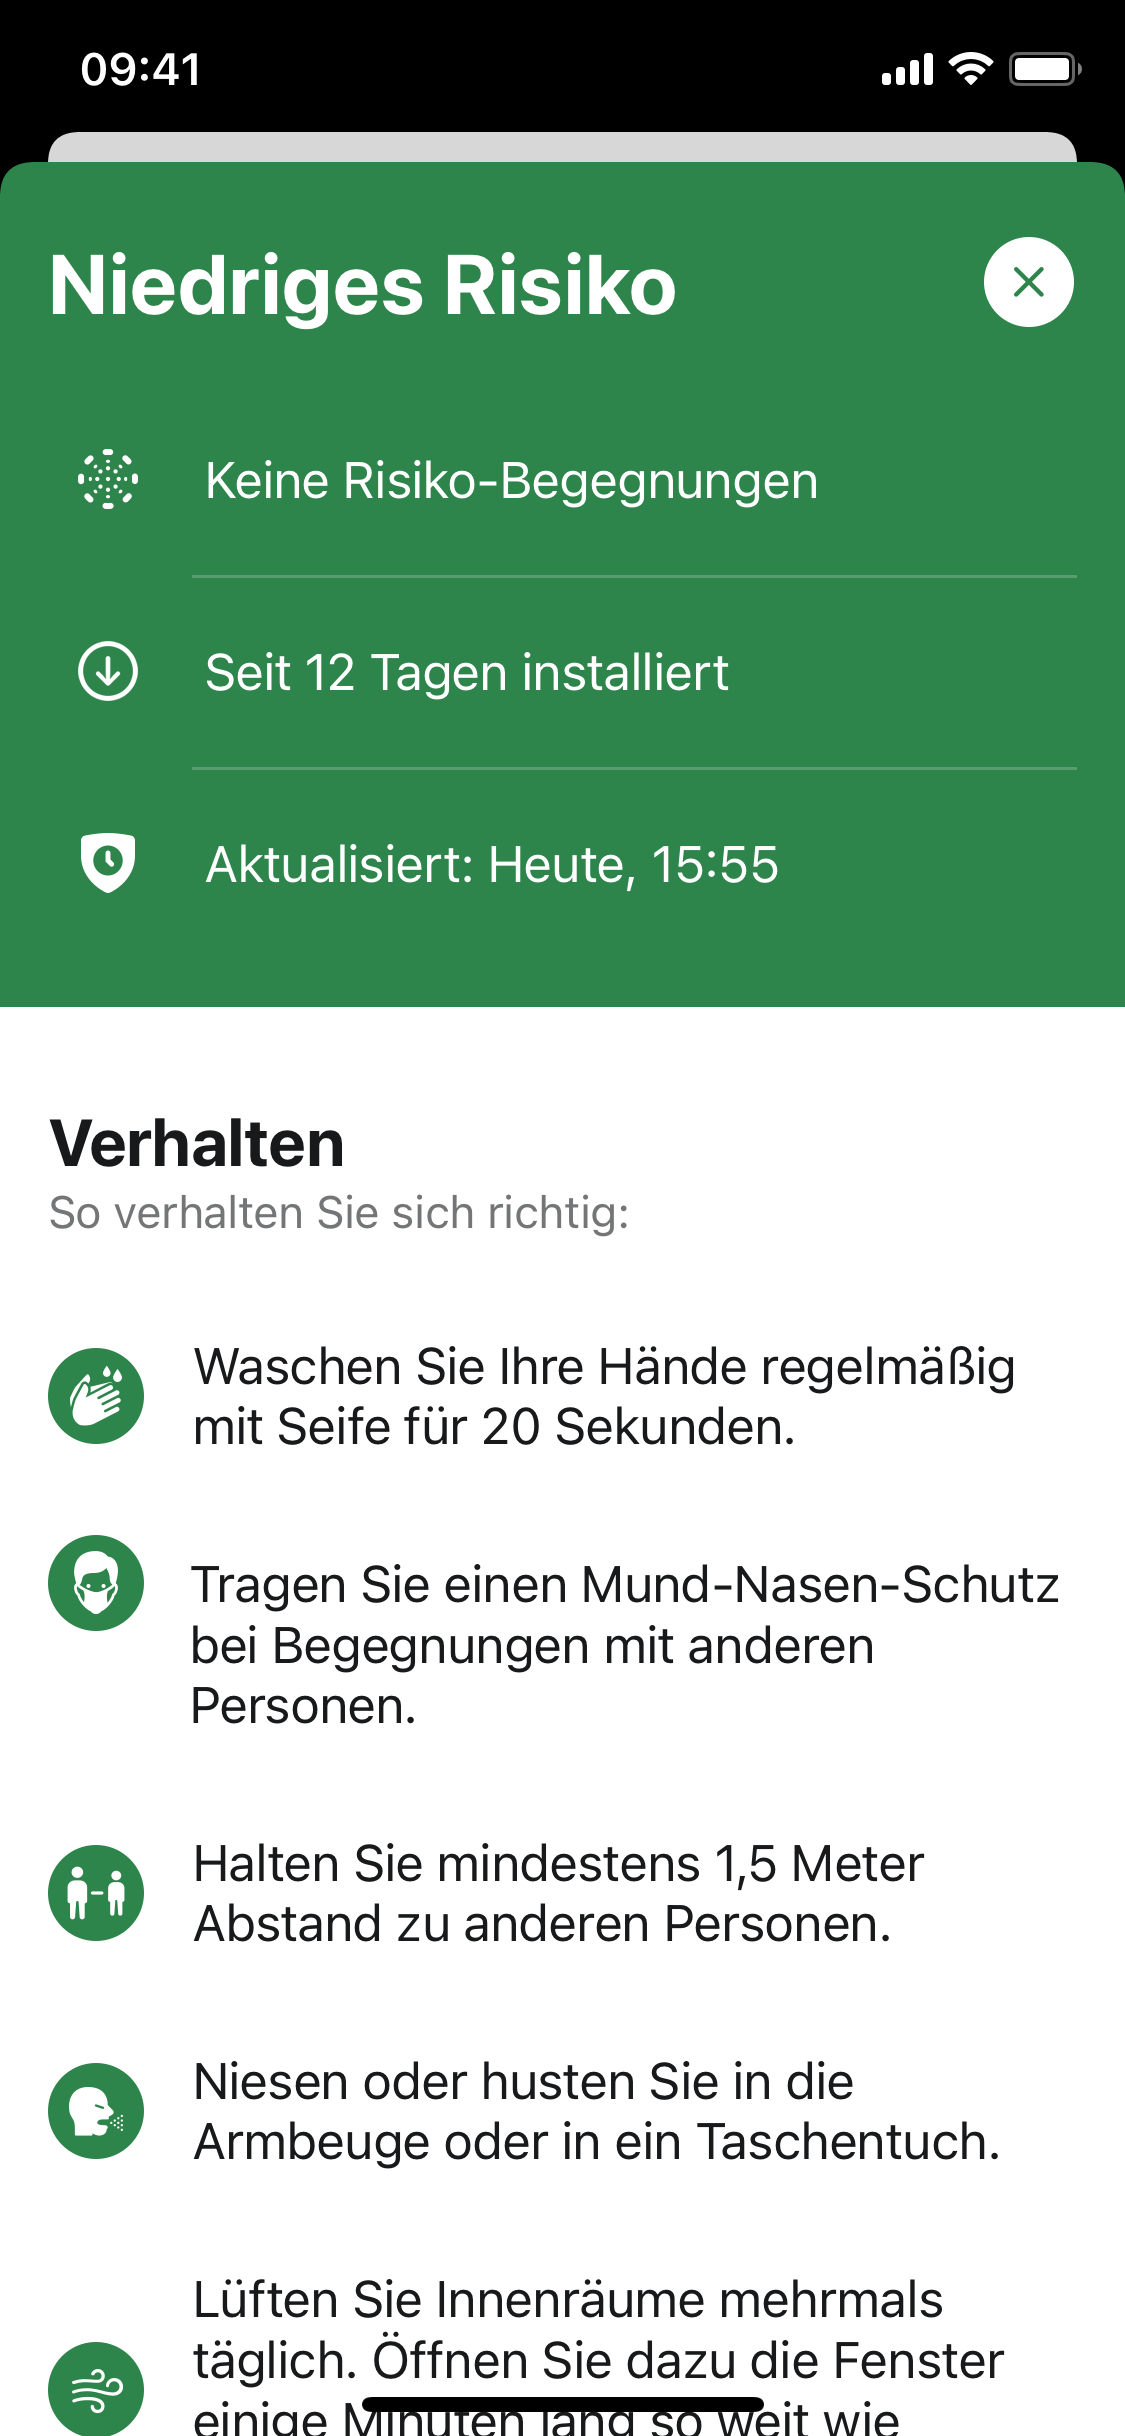 09:41
Niedriges Risiko
Keine Risiko-Begegnungen
Seit 12 Tagen installiert
Aktualisiert: Heute, 15:55
Verhalten
So verhalten Sie sich richtig:
Waschen Sie Ihre Hände regelmäßig
mit Seife für 20 Sekunden.
Tragen Sie einen Mund-Nasen-Schutz
bei Begegnungen mit anderen
Personen.
Halten Sie mindestens 1,5 Meter
Abstand zu anderen Personen.
Niesen oder husten Sie in die
Armbeuge oder in ein Taschentuch.
Lüften Sie Innenräume mehrmals
täglich. Öffnen Sie dazu die Fenster
einige Minuten lang so weit wie